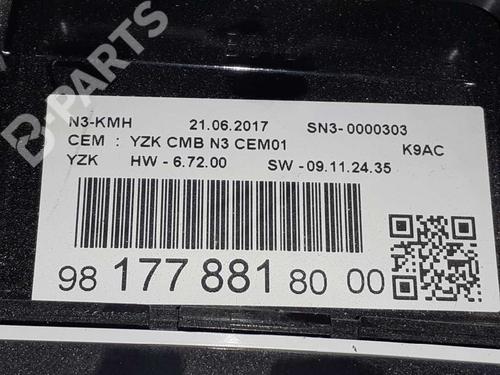 N3-KMH 21.06.2017 SN3-0000303
CEM : YZK CMB N3 CEM01 K9AC
YZK HW - 6.72.00 SW - 09.11.24.35
98 177 881 80 00